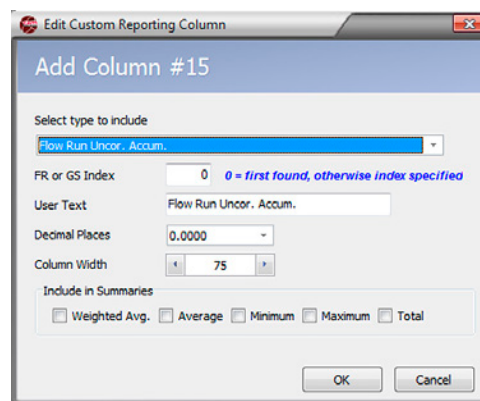 Edit Custom Reporting Column
Add Column #15
Select type to include
Flow Run Uncor. Accum.
FR or GS Index 0 0 = first found, otherwise index specified
User Text Flow Run Uncor. Accum.
Decimal Places 0.0000
Column Width 75
Include in Summaries
Weighted Avg. Average Minimum Maximum Total
OK Cancel